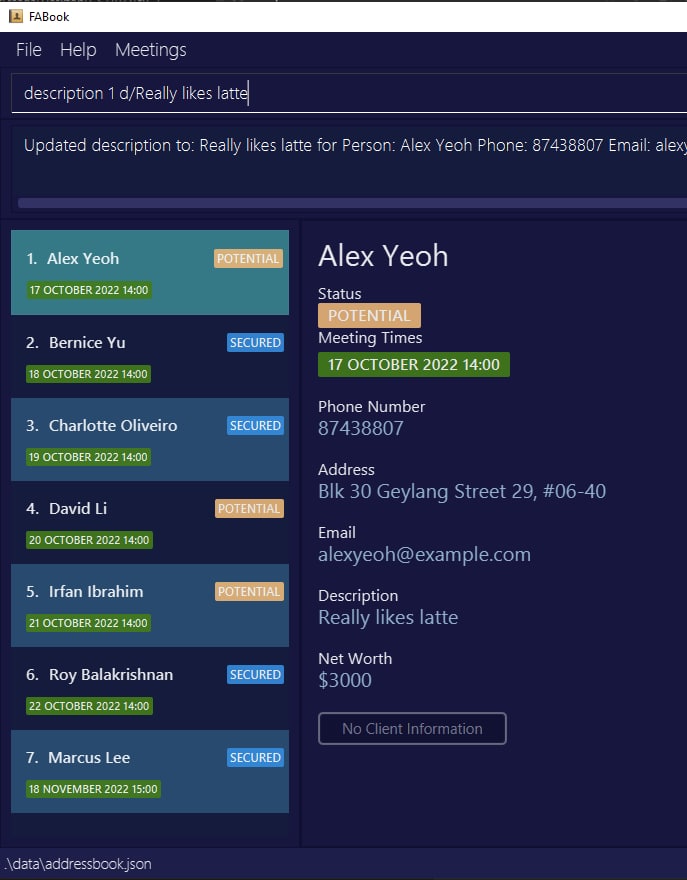 FABook
File Help Meetings
description 1 d/Really likes latte
Updated description to: Really likes latte for Person: Alex Yeoh Phone: 87438807 Email: alexy
1. Alex Yeoh POTENTIAL
17 OCTOBER 2022 14:00
2. Bernice Yu SECURED
18 OCTOBER 2022 14:00
3. Charlotte Oliveiro SECURED
19 OCTOBER 2022 14:00
4. David Li POTENTIAL
20 OCTOBER 2022 14:00
5. Irfan Ibrahim POTENTIAL
21 OCTOBER 2022 14:00
6. Roy Balakrishnan SECURED
22 OCTOBER 2022 14:00
7. Marcus Lee SECURED
18 NOVEMBER 2022 15:00
Alex Yeoh
Status
POTENTIAL
Meeting Times
17 OCTOBER 2022 14:00
Phone Number
87438807
Address
Blk 30 Geylang Street 29, #06-40
Email
alexyeoh@example.com
Description
Really likes latte
Net Worth
$3000
No Client Information
.\data\addressbook.json